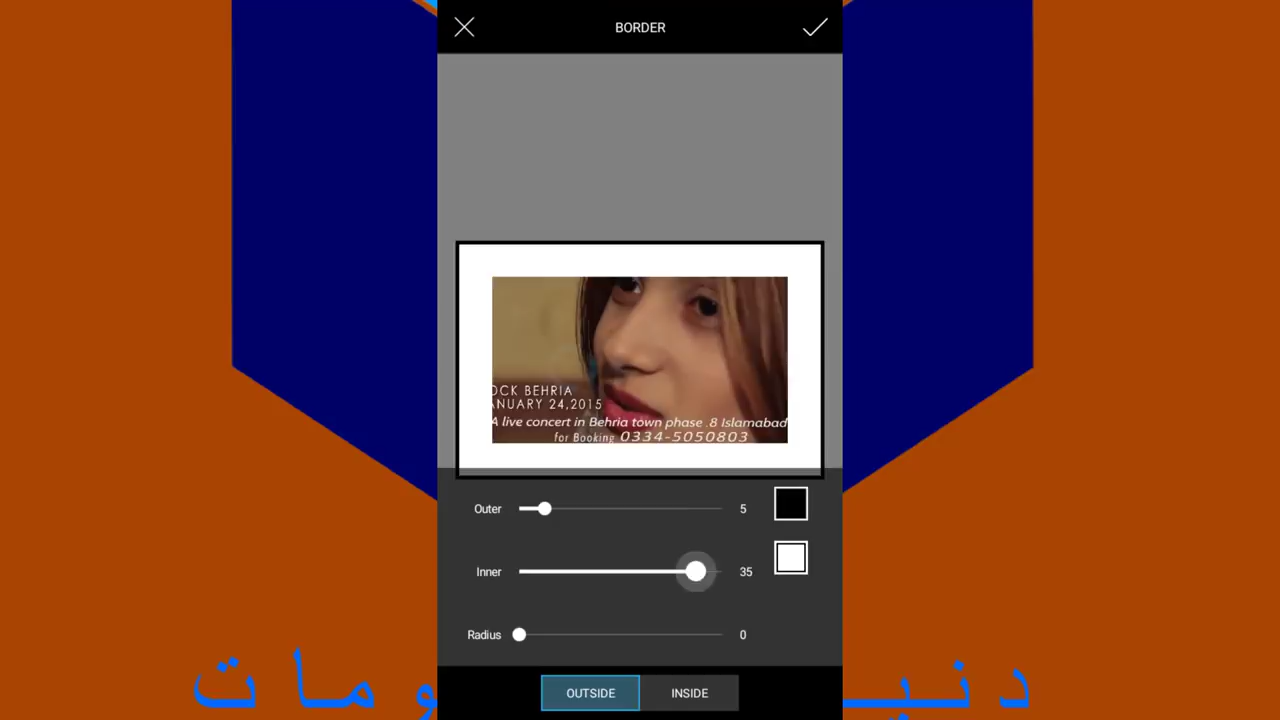 BORDER
OCK BEHRIA
ANUARY 24,2015
A live concert in Behria town phase .8 Islamabad
for Booking 0334-5050803
Outer 5
Inner 35
Radius 0
OUTSIDE INSIDE